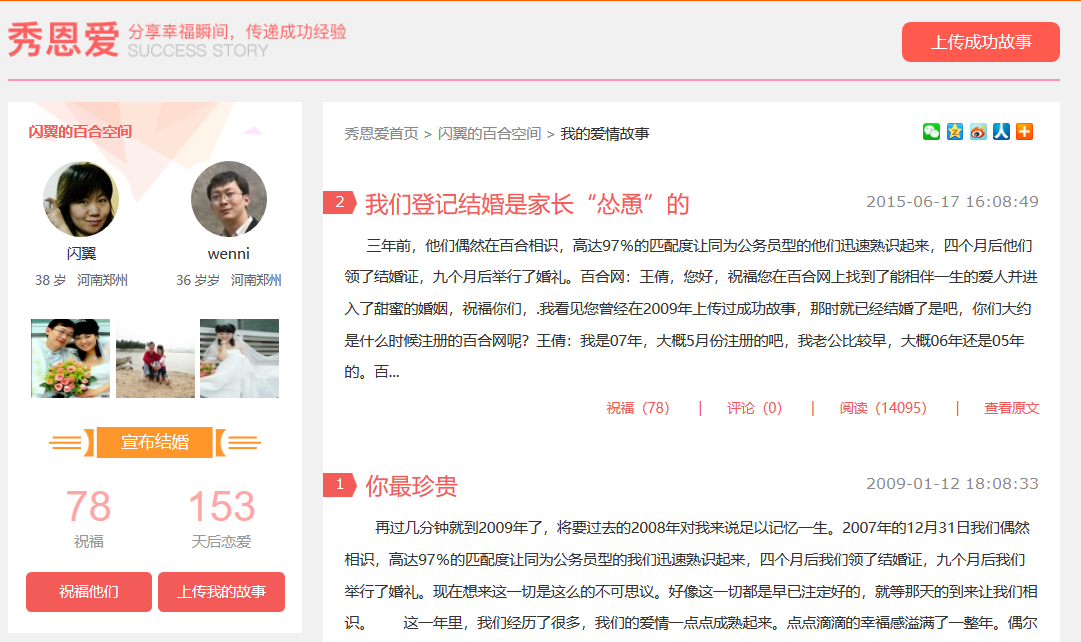 秀恩爱 分享幸福瞬间，传递成功经验
SUCCESS STORY
上传成功故事
闪翼的百合空间
闪翼 wenni
38 岁 河南郑州 36 岁岁 河南郑州
宣布结婚
78 153
祝福 天后恋爱
祝福他们 上传我的故事
秀恩爱首页 > 闪翼的百合空间 > 我的爱情故事
2 我们登记结婚是家长“怂恿”的 2015-06-17 16:08:49
三年前，他们偶然在百合相识，高达97%的匹配度让同为公务员型的他们迅速熟识起来，四个月后他们
领了结婚证，九个月后举行了婚礼。百合网：王倩，您好，祝福您在百合网上找到了能相伴一生的爱人并进
入了甜蜜的婚姻，祝福你们，.我看见您曾经在2009年上传过成功故事，那时就已经结婚了是吧，你们大约
是什么时候注册的百合网呢？王倩：我是07年，大概5月份注册的吧，我老公比较早，大概06年还是05年
的。百...
祝福（78） | 评论（0） | 阅读（14095） | 查看原文
1 你最珍贵 2009-01-12 18:08:33
再过几分钟就到2009年了，将要过去的2008年对我来说足以记忆一生。2007年的12月31日我们偶然
相识，高达97%的匹配度让同为公务员型的我们迅速熟识起来，四个月后我们领了结婚证，九个月后我们
举行了婚礼。现在想来这一切是这么的不可思议。好像这一切都是早已注定好的，就等那天的到来让我们相
识。 这一年里，我们经历了很多，我们的爱情一点点成熟起来。点点滴滴的幸福感溢满了一整年。偶尔